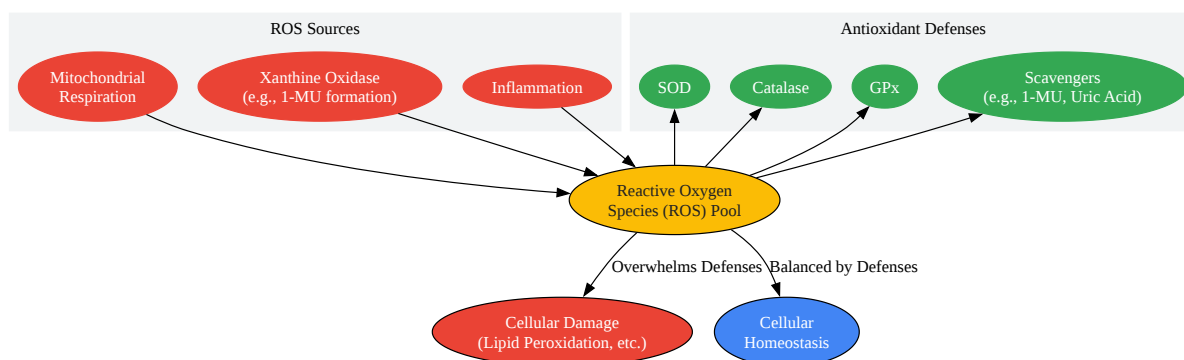 ROS Sources
Antioxidant Defenses
Mitochondrial
Respiration
Xanthine Oxidase
(e.g., 1-MU formation)
Inflammation
SOD
Catalase
GPx
Scavengers
(e.g., 1-MU, Uric Acid)
Reactive Oxygen
Species (ROS) Pool
Overwhelms Defenses
Balanced by Defenses
Cellular Damage
(Lipid Peroxidation, etc.)
Cellular
Homeostasis